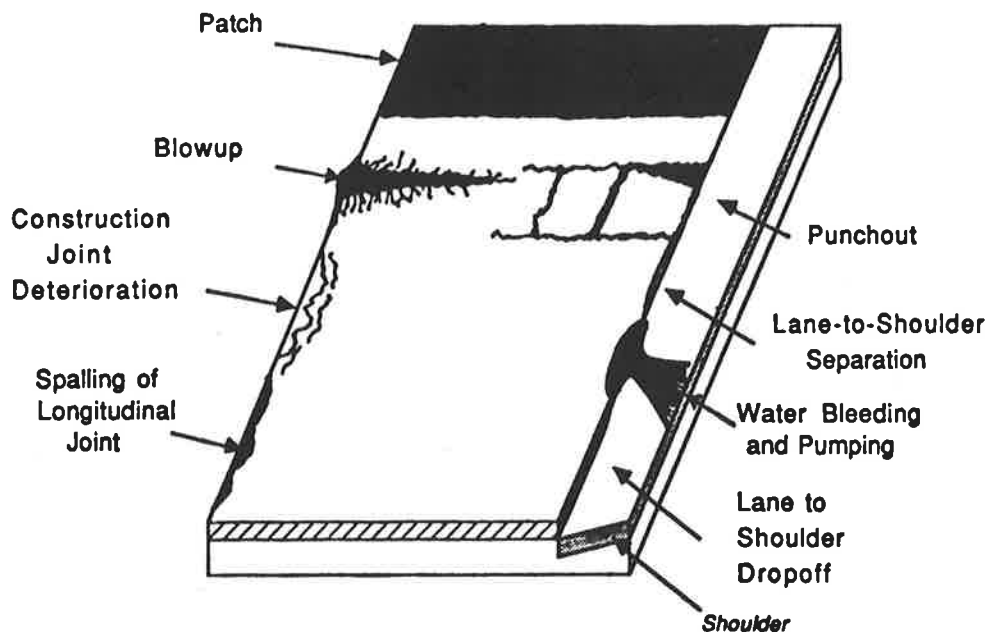 Patch
Blowup
Construction
Joint
Deterioration
Spalling of
Longitudinal
Joint
Punchout
Lane-to-Shoulder
Separation
Water Bleeding
and Pumping
Lane to
Shoulder
Dropoff
Shoulder